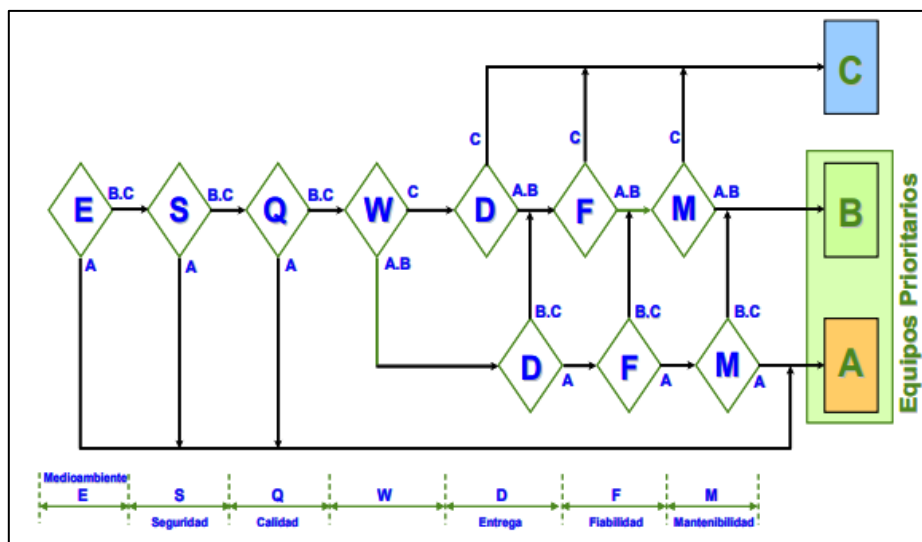 C
C
C
C
E
B.C
S
B.C
Q
B.C
W
C
D
A.B
F
A.B
M
A.B
B
A
A
A
A.B
B.C
B.C
B.C
D
A
F
A
M
A
A
Equipos Prioritarios
Medioambiente
E
S
Q
W
D
F
M
Seguridad
Calidad
Entrega
Fiabilidad
Mantenibilidad